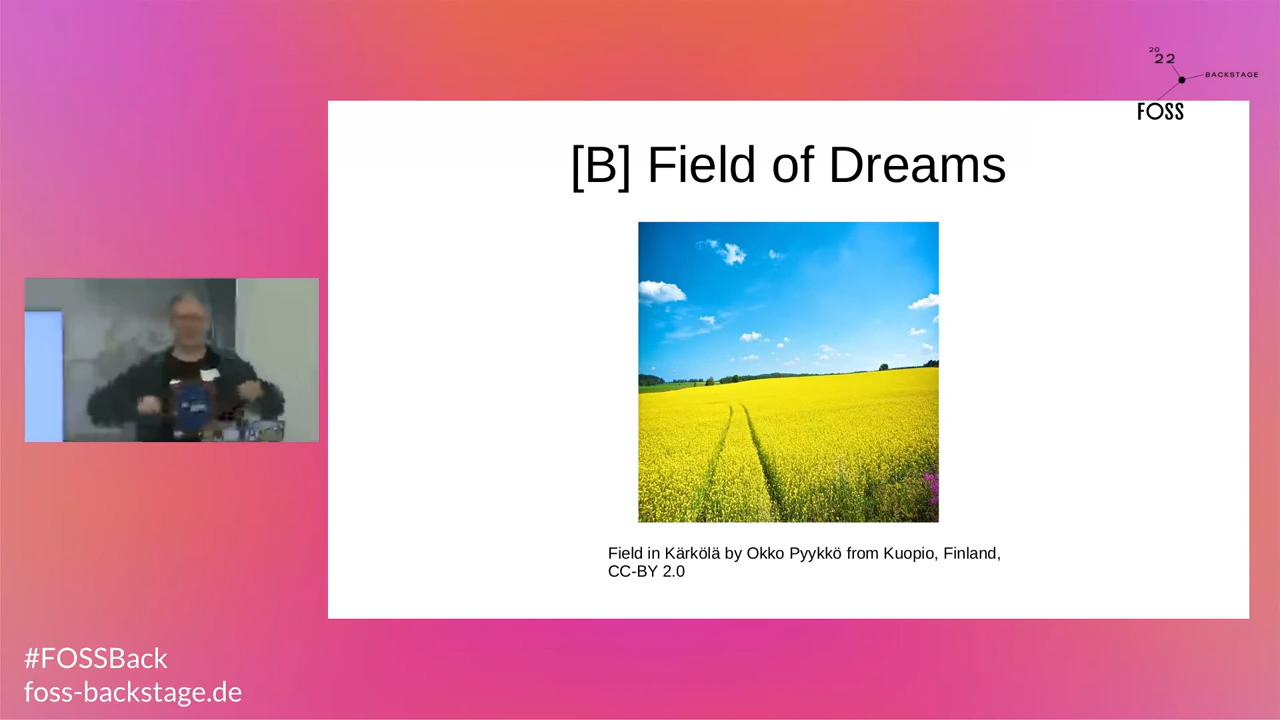 20
22
BACKSTAGE
FOSS
[B] Field of Dreams
Field in Kärkölä by Okko Pyykkö from Kuopio, Finland,
CC-BY 2.0
#FOSSBack
foss-backstage.de